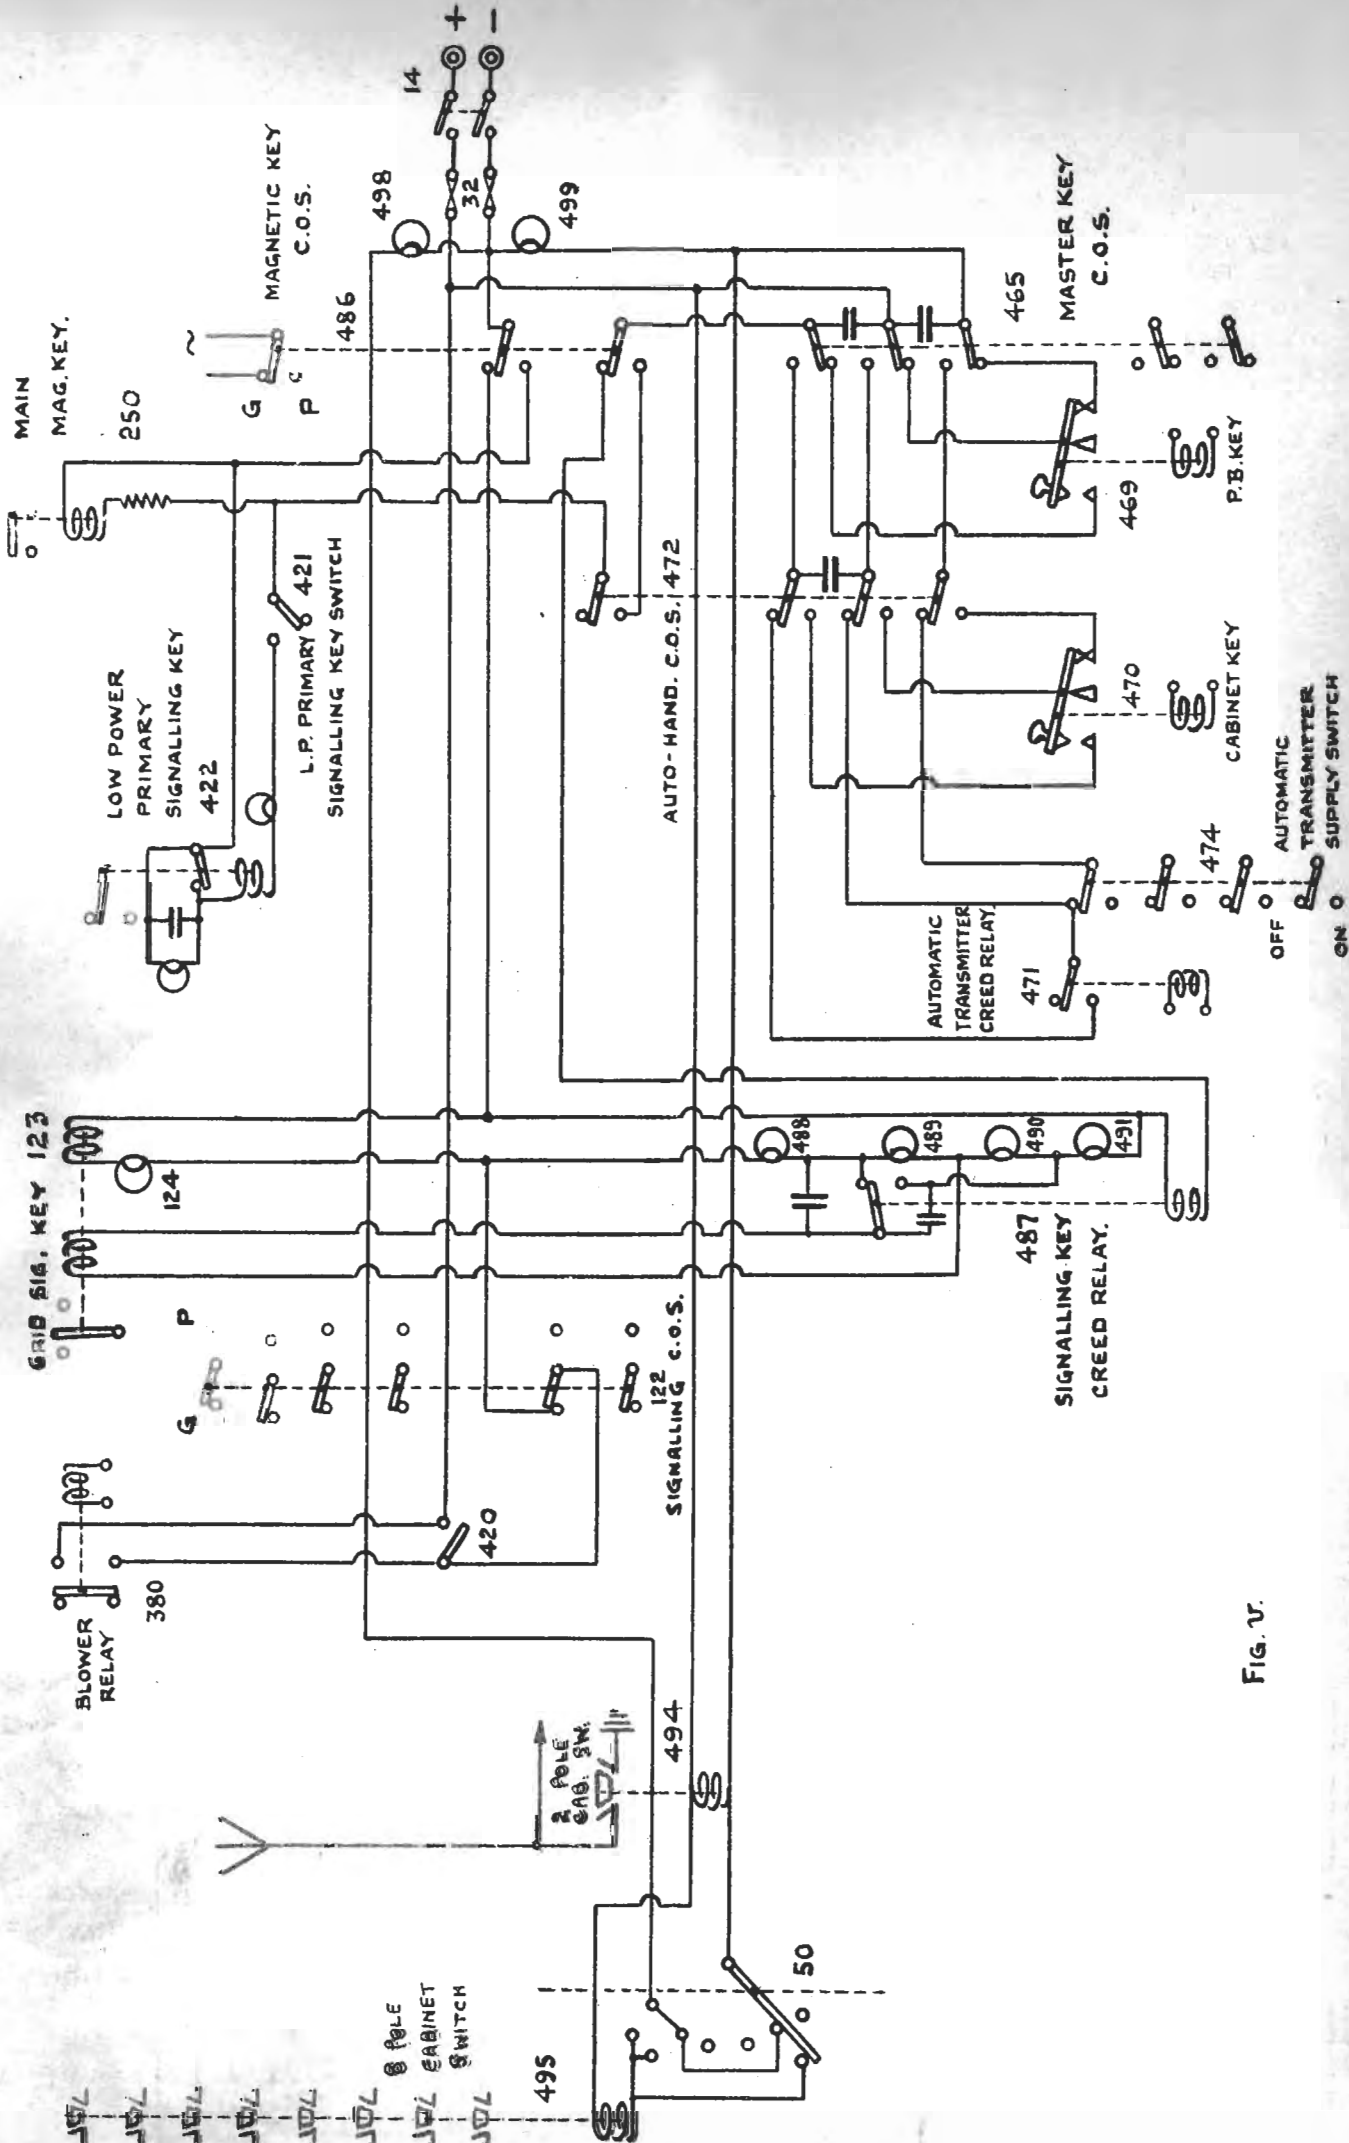 MAIN
MAG. KEY.
250
~
G
P
486
MAGNETIC KEY
C.O.S.
14
+
−
498
32
499
LOW POWER
PRIMARY
SIGNALLING KEY
422
421
L.P. PRIMARY
SIGNALLING KEY SWITCH
AUTO-HAND. C.O.S. 472
465
MASTER KEY
C.O.S.
469
P.B. KEY
470
CABINET KEY
474
AUTOMATIC
TRANSMITTER
SUPPLY SWITCH
OFF
ON
AUTOMATIC
TRANSMITTER
CREED RELAY.
471
GRID SIG. KEY 123
124
488
489
490
491
487
SIGNALLING KEY
CREED RELAY.
P
G
122
SIGNALLING C.O.S.
420
380
BLOWER
RELAY
2 POLE
CAB. SW.
494
50
8 POLE
CABINET
SWITCH
495
FIG. V.